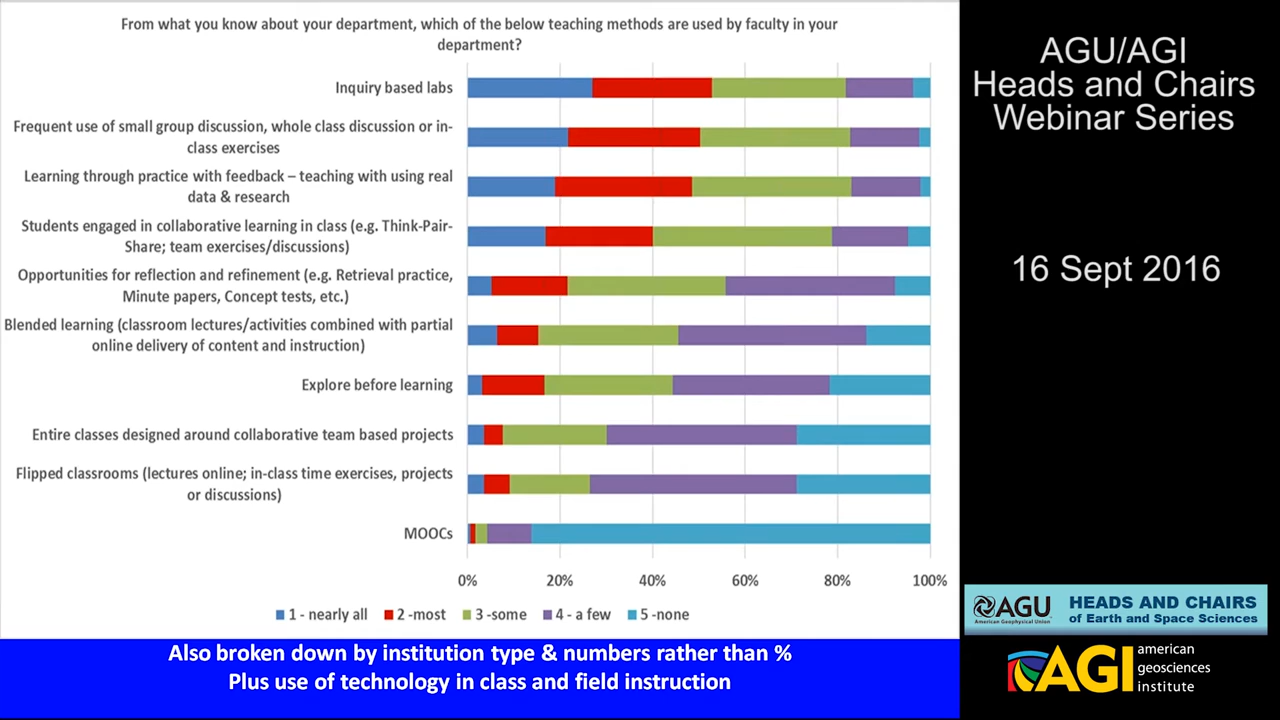 From what you know about your department, which of the below teaching methods are used by faculty in your
department?
Inquiry based labs
Frequent use of small group discussion, whole class discussion or in-
class exercises
Learning through practice with feedback – teaching with using real
data & research
Students engaged in collaborative learning in class (e.g. Think-Pair-
Share; team exercises/discussions)
Opportunities for reflection and refinement (e.g. Retrieval practice,
Minute papers, Concept tests, etc.)
Blended learning (classroom lectures/activities combined with partial
online delivery of content and instruction)
Explore before learning
Entire classes designed around collaborative team based projects
Flipped classrooms (lectures online; in-class time exercises, projects
or discussions)
MOOCs
0% 20% 40% 60% 80% 100%
1 - nearly all 2 -most 3 -some 4 - a few 5 -none
Also broken down by institution type & numbers rather than %
Plus use of technology in class and field instruction
AGU/AGI
Heads and Chairs
Webinar Series
16 Sept 2016
AGU
American Geophysical Union
HEADS AND CHAIRS
of Earth and Space Sciences
AGI
american
geosciences
institute